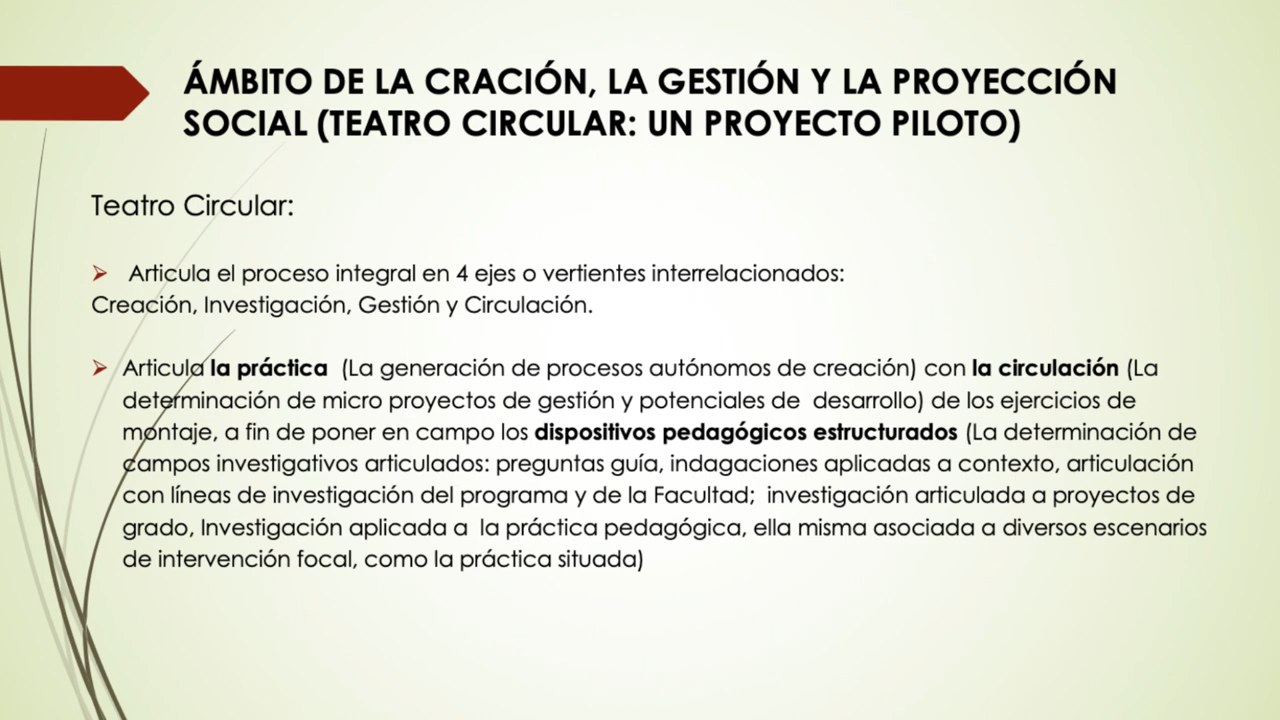 ÁMBITO DE LA CRACIÓN, LA GESTIÓN Y LA PROYECCIÓN
SOCIAL (TEATRO CIRCULAR: UN PROYECTO PILOTO)
Teatro Circular:
Articula el proceso integral en 4 ejes o vertientes interrelacionados:
Creación, Investigación, Gestión y Circulación.
Articula la práctica (La generación de procesos autónomos de creación) con la circulación (La
determinación de micro proyectos de gestión y potenciales de desarrollo) de los ejercicios de
montaje, a fin de poner en campo los dispositivos pedagógicos estructurados (La determinación de
campos investigativos articulados: preguntas guía, indagaciones aplicadas a contexto, articulación
con líneas de investigación del programa y de la Facultad; investigación articulada a proyectos de
grado, Investigación aplicada a la práctica pedagógica, ella misma asociada a diversos escenarios
de intervención focal, como la práctica situada)